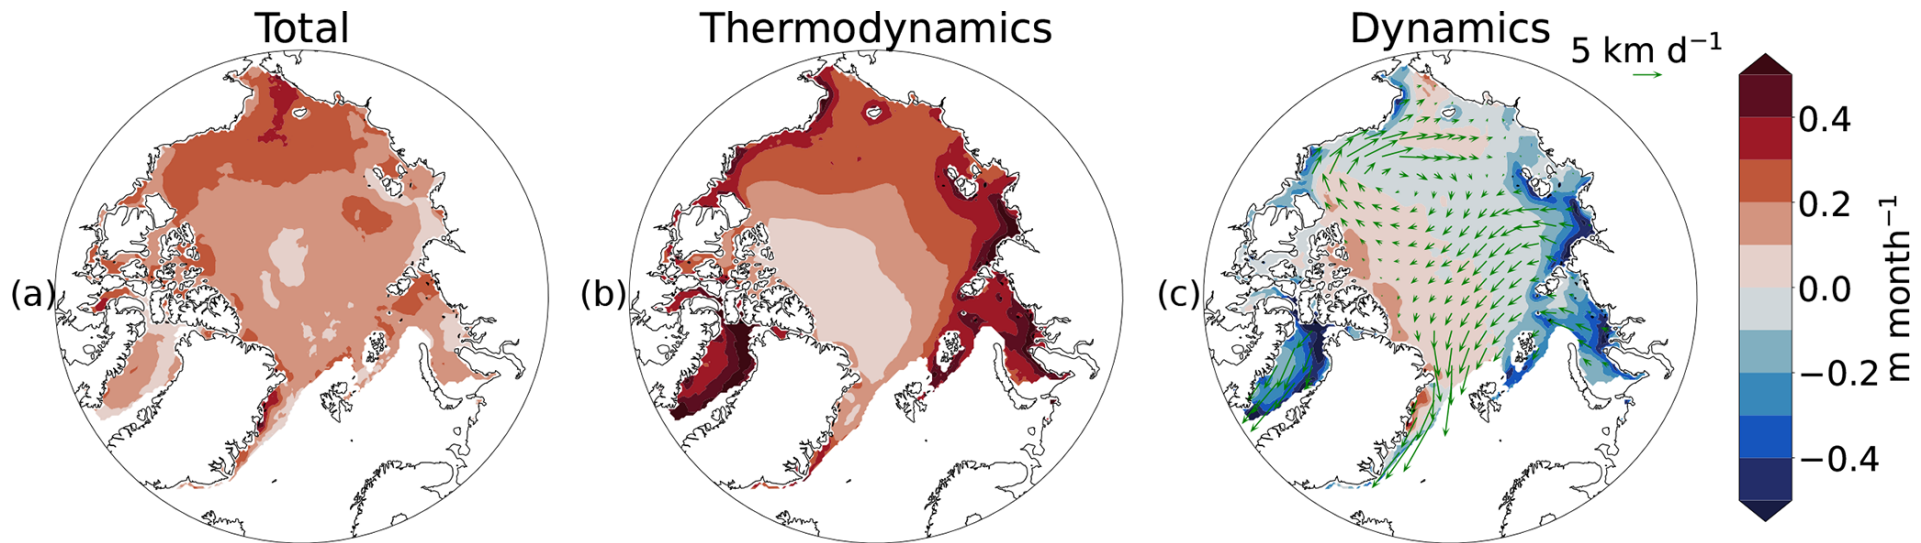 Total
Thermodynamics
Dynamics
5 km d⁻¹
(a)
(b)
(c)
0.4
0.2
0.0
−0.2
−0.4
m month⁻¹